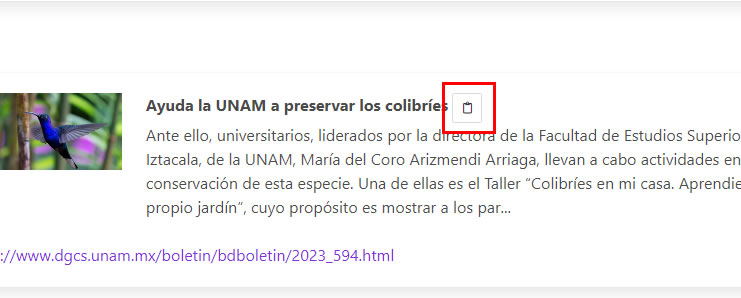 Ayuda la UNAM a preservar los colibríes
Ante ello, universitarios, liderados por la directora de la Facultad de Estudios Superio
Iztacala, de la UNAM, María del Coro Arizmendi Arriaga, llevan a cabo actividades en
conservación de esta especie. Una de ellas es el Taller “Colibríes en mi casa. Aprendie
propio jardín”, cuyo propósito es mostrar a los par...
://www.dgcs.unam.mx/boletin/bdboletin/2023_594.html